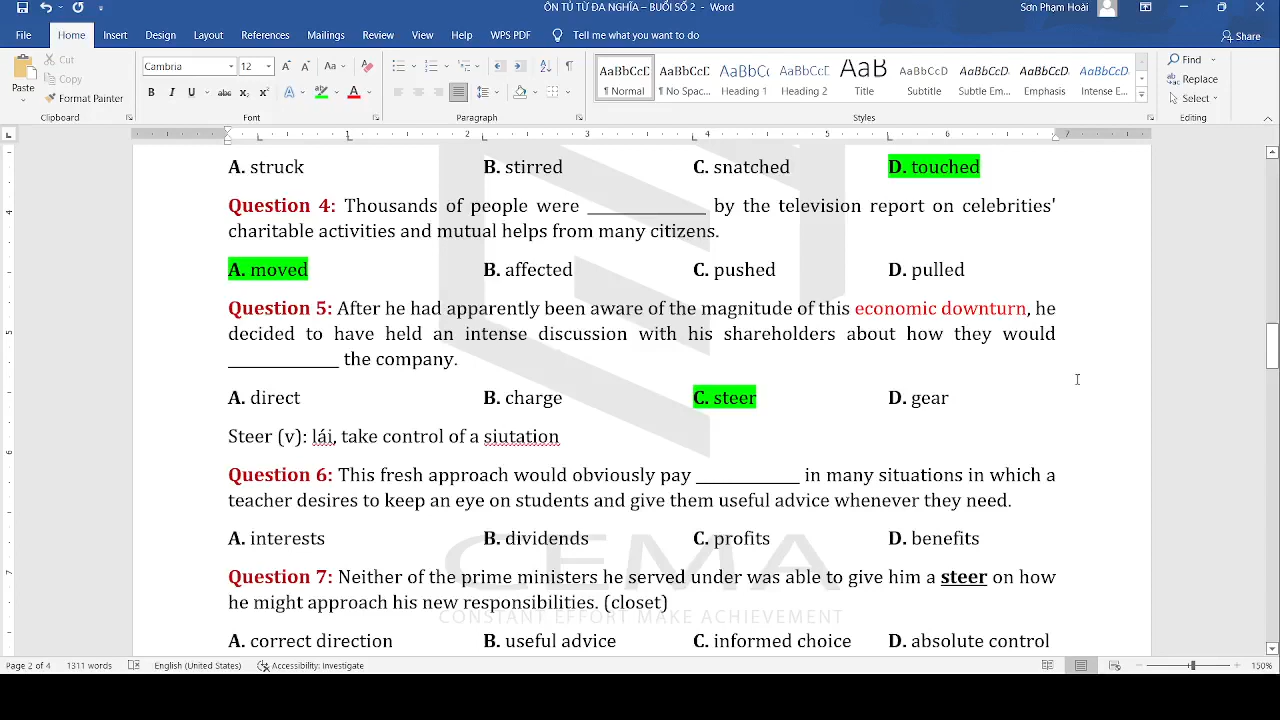 ÔN TỪ TỪ ĐA NGHĨA – BUỔI SỐ 2 - Word
Sơn Phạm Hoài
File Home Insert Design Layout References Mailings Review View Help WPS PDF Tell me what you want to do Share
Paste
Cut
Copy
Format Painter
Clipboard
Cambria 12
Font
Paragraph
AaBbCcD AaBbCcD AaBbCc AaBbCcD AaB AaBbCcD AaBbCcD AaBbCcD AaBbCcD
¶ Normal ¶ No Spac... Heading 1 Heading 2 Title Subtitle Subtle Em... Emphasis Intense E...
Styles
Find
Replace
Select
Editing
A. struck B. stirred C. snatched D. touched
Question 4: Thousands of people were ______________ by the television report on celebrities'
charitable activities and mutual helps from many citizens.
A. moved B. affected C. pushed D. pulled
Question 5: After he had apparently been aware of the magnitude of this economic downturn, he
decided to have held an intense discussion with his shareholders about how they would
______________ the company.
A. direct B. charge C. steer D. gear
Steer (v): lái, take control of a siutation
Question 6: This fresh approach would obviously pay ____________ in many situations in which a
teacher desires to keep an eye on students and give them useful advice whenever they need.
A. interests B. dividends C. profits D. benefits
CEMA
Question 7: Neither of the prime ministers he served under was able to give him a steer on how
he might approach his new responsibilities. (closet)
CONSTANT EFFORT MAKE ACHIEVEMENT
A. correct direction B. useful advice C. informed choice D. absolute control
Page 2 of 4 1311 words English (United States) Accessibility: Investigate 150%